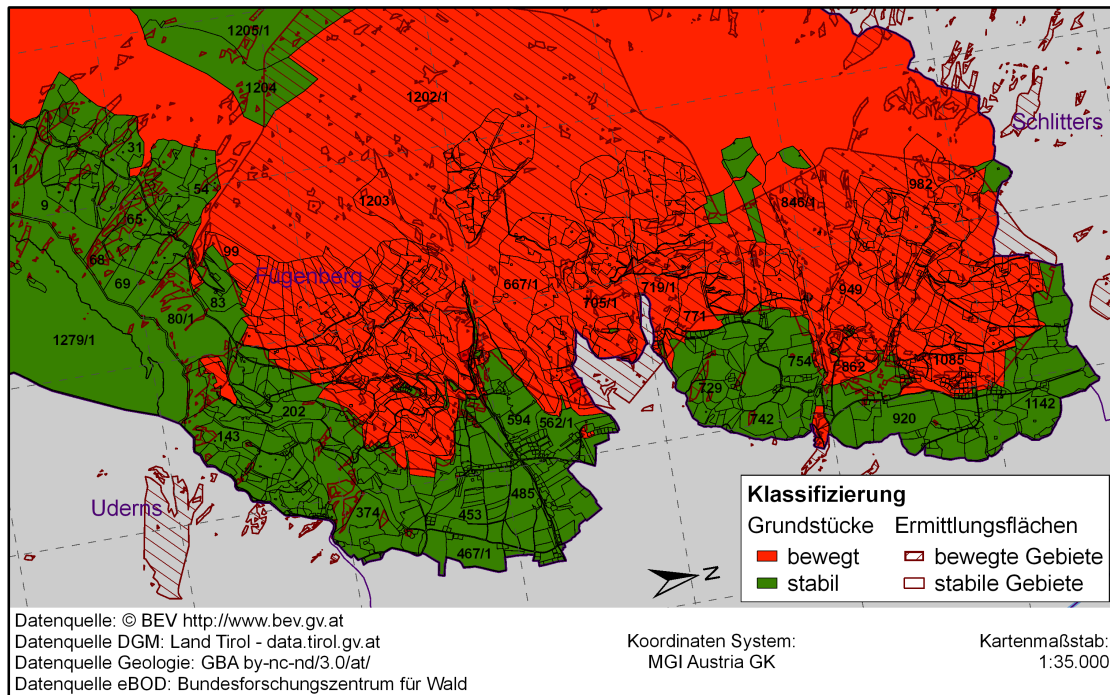 1205/1
1204
1202/1
Schlitters
31
1
54
982
9
1203
846/1
65
99
68
Fügenberg
69
667/1
719/1
83
705/1
949
80/1
771
1279/1
754
862
1085
729
202
594
562/1
742
920
1142
143
485
374
453
467/1
Uderns
Klassifizierung
Grundstücke Ermittlungsflächen
bewegt bewegte Gebiete
stabil stabile Gebiete
N
Datenquelle: © BEV http://www.bev.gv.at
Datenquelle DGM: Land Tirol - data.tirol.gv.at
Datenquelle Geologie: GBA by-nc-nd/3.0/at/
Datenquelle eBOD: Bundesforschungszentrum für Wald
Koordinaten System:
MGI Austria GK
Kartenmaßstab:
1:35.000